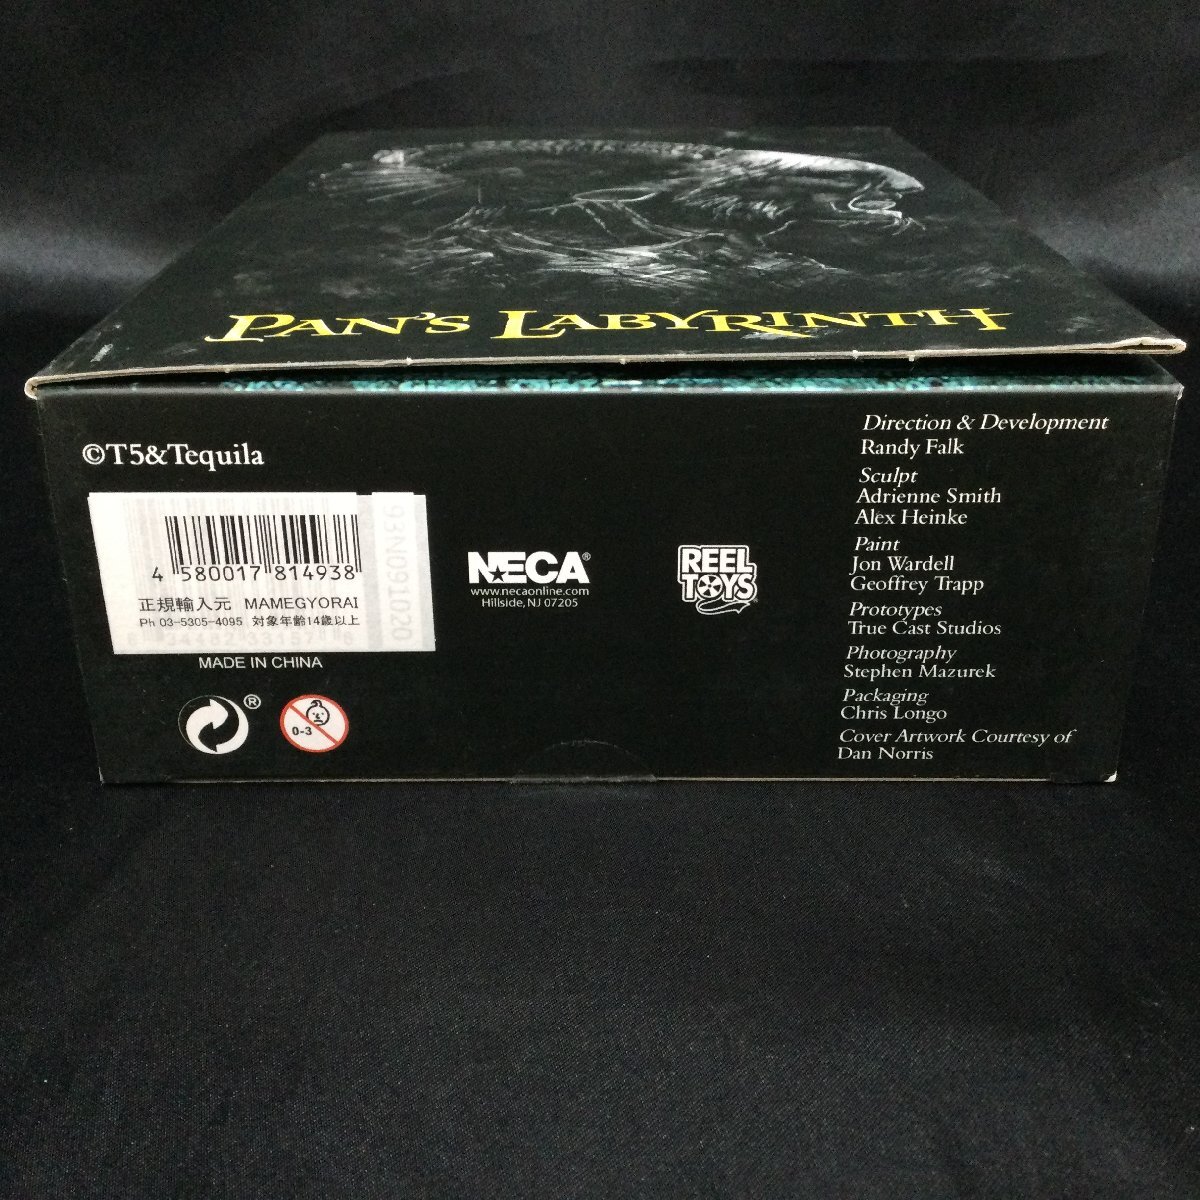 PAN'S LABYRINTH
©T5&Tequila
4 580017 814938
正規輸入元 MAMEGYORAI
Ph 03-5305-4095 対象年齢14歳以上
93N091020
MADE IN CHINA
®
0-3
NECA®
www.necaonline.com
Hillside, NJ 07205
REEL
TOYS
Direction & Development
Randy Falk
Sculpt
Adrienne Smith
Alex Heinke
Paint
Jon Wardell
Geoffrey Trapp
Prototypes
True Cast Studios
Photography
Stephen Mazurek
Packaging
Chris Longo
Cover Artwork Courtesy of
Dan Norris